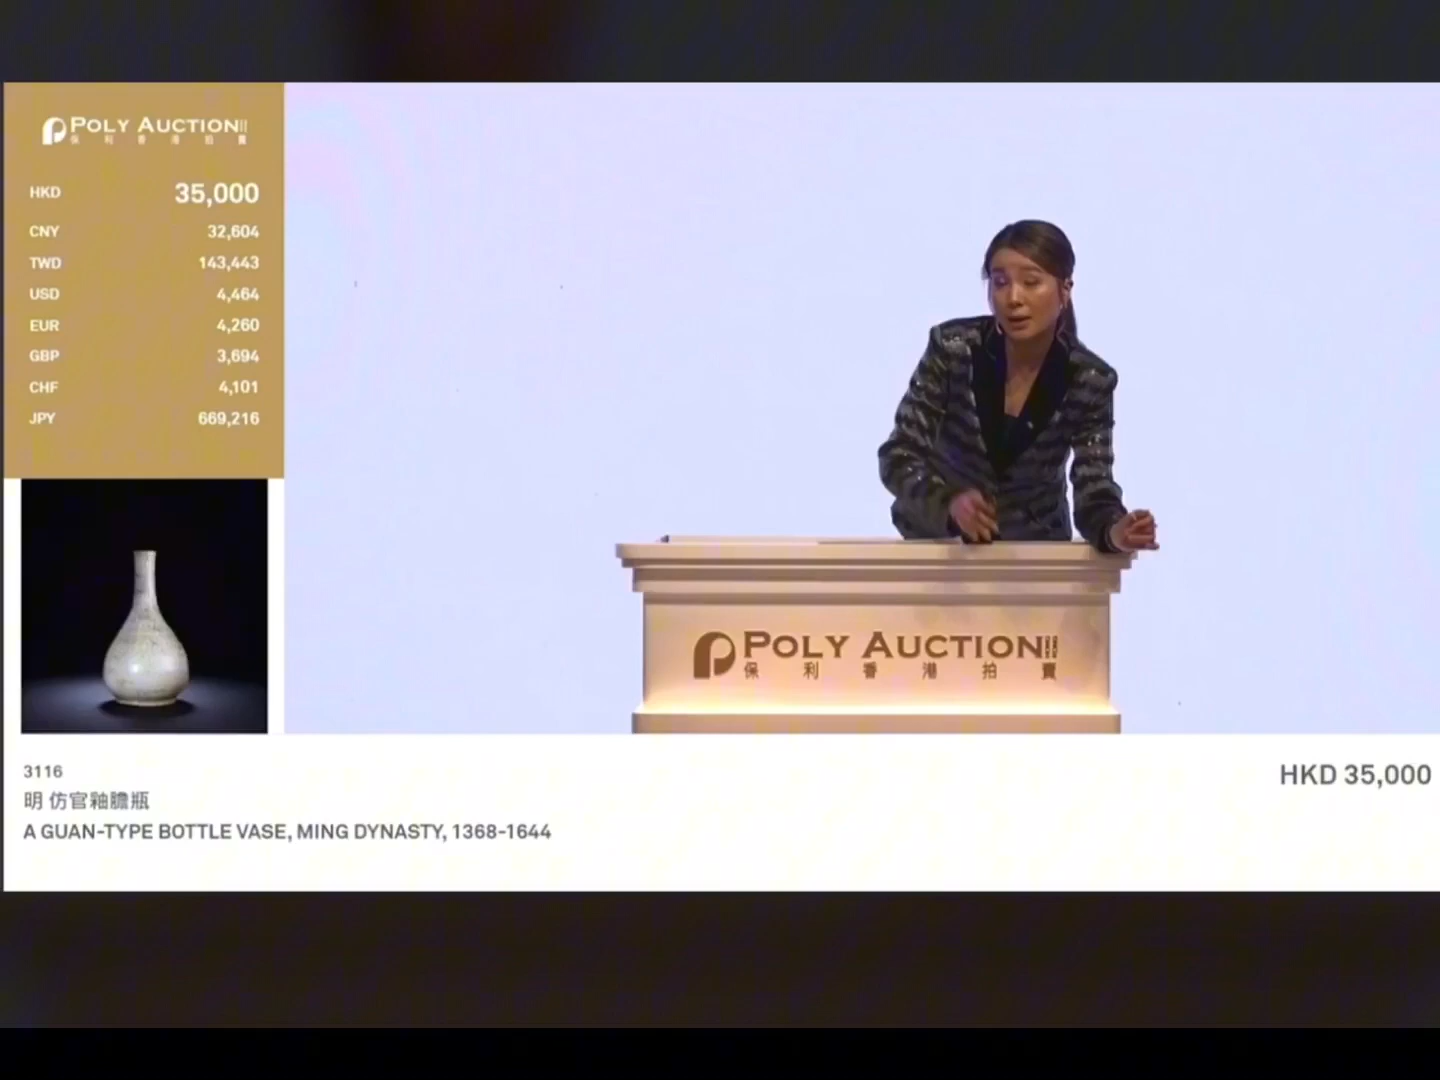 POLY AUCTION
保利香港拍賣
HKD 35,000
CNY 32,604
TWD 143,443
USD 4,464
EUR 4,260
GBP 3,694
CHF 4,101
JPY 669,216
POLY AUCTION
保利香港拍賣
3116
明 仿官釉膽瓶
A GUAN-TYPE BOTTLE VASE, MING DYNASTY, 1368-1644
HKD 35,000